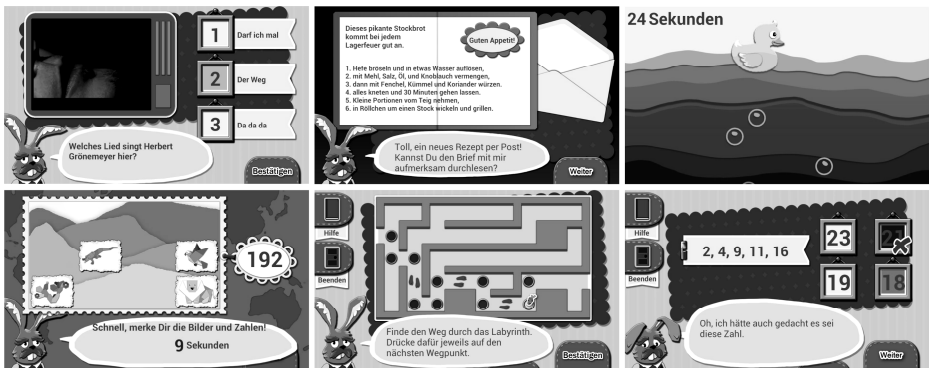 1
Darf ich mal
2
Der Weg
3
Da da da
Welches Lied singt Herbert
Grönemeyer hier?
Bestätigen
Dieses pikante Stockbrot
kommt bei jedem
Lagerfeuer gut an.
Guten Appetit!
1. Hefe bröseln und in etwas Wasser auflösen,
2. mit Mehl, Salz, Öl, und Knoblauch vermengen,
3. dann mit Fenchel, Kümmel und Koriander würzen.
4. alles kneten und 30 Minuten gehen lassen.
5. Kleine Portionen vom Teig nehmen,
6. in Röllchen um einen Stock wickeln und grillen.
Toll, ein neues Rezept per Post!
Kannst Du den Brief mit mir
aufmerksam durchlesen?
Weiter
24 Sekunden
192
Schnell, merke Dir die Bilder und Zahlen!
9 Sekunden
Hilfe
Beenden
Finde den Weg durch das Labyrinth.
Drücke dafür jeweils auf den
nächsten Wegpunkt.
Bestätigen
Hilfe
Beenden
2, 4, 9, 11, 16
23
21
19
18
Oh, ich hätte auch gedacht es sei
diese Zahl.
Weiter